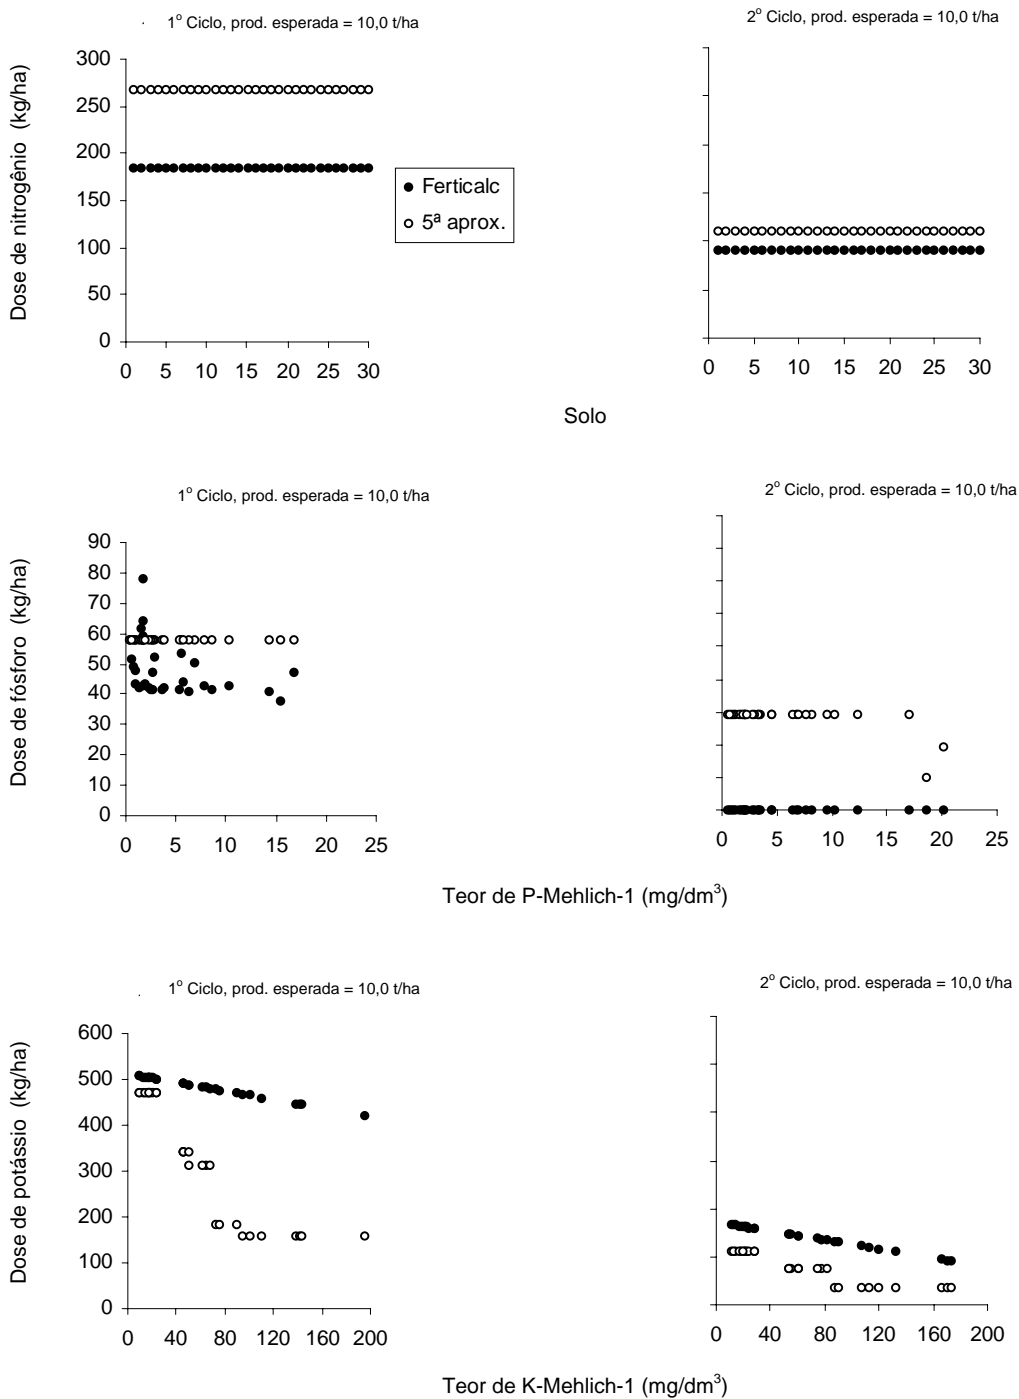 1º Ciclo, prod. esperada = 10,0 t/ha
2º Ciclo, prod. esperada = 10,0 t/ha
Dose de nitrogênio (kg/ha)
300
250
200
150
100
50
0
0 5 10 15 20 25 30
Ferticalc
5ª aprox.
0 5 10 15 20 25 30
Solo
1º Ciclo, prod. esperada = 10,0 t/ha
2º Ciclo, prod. esperada = 10,0 t/ha
Dose de fósforo (kg/ha)
90
80
70
60
50
40
30
20
10
0
0 5 10 15 20 25
0 5 10 15 20 25
Teor de P-Mehlich-1 (mg/dm³)
1º Ciclo, prod. esperada = 10,0 t/ha
2º Ciclo, prod. esperada = 10,0 t/ha
Dose de potássio (kg/ha)
600
500
400
300
200
100
0
0 40 80 120 160 200
0 40 80 120 160 200
Teor de K-Mehlich-1 (mg/dm³)